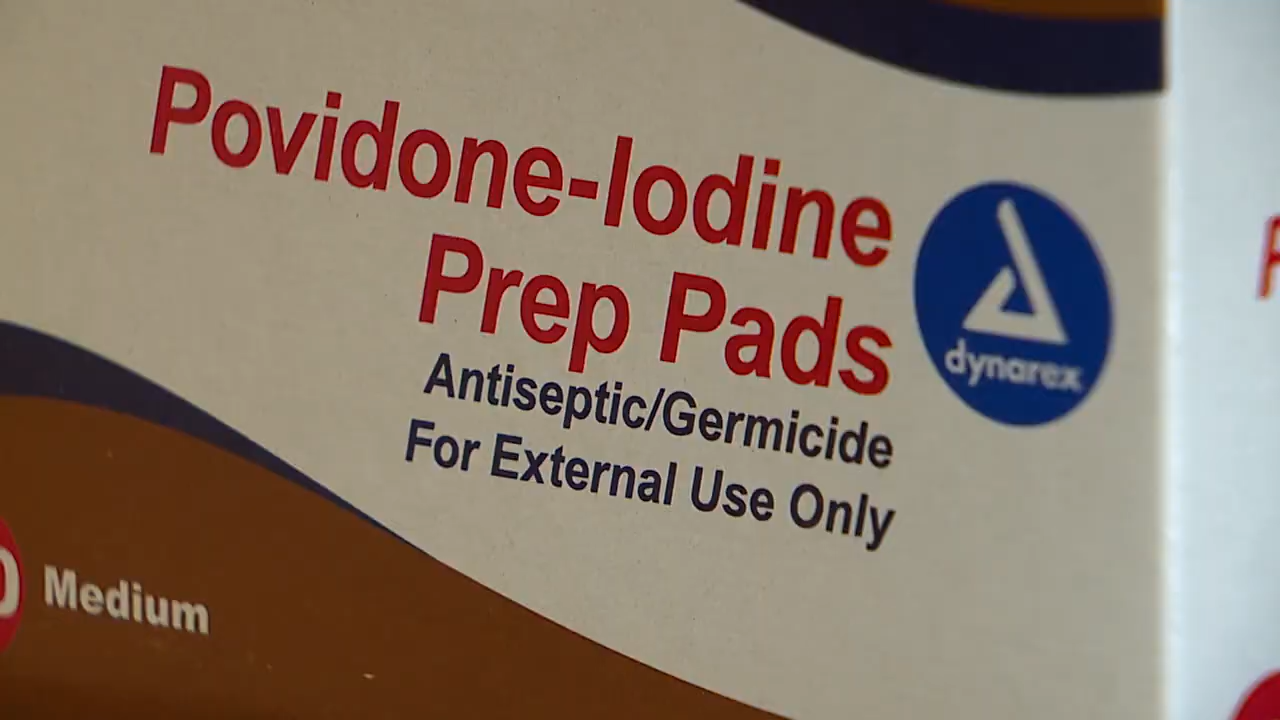 Povidone-Iodine
Prep Pads
Antiseptic/Germicide
For External Use Only
dynarex
Medium